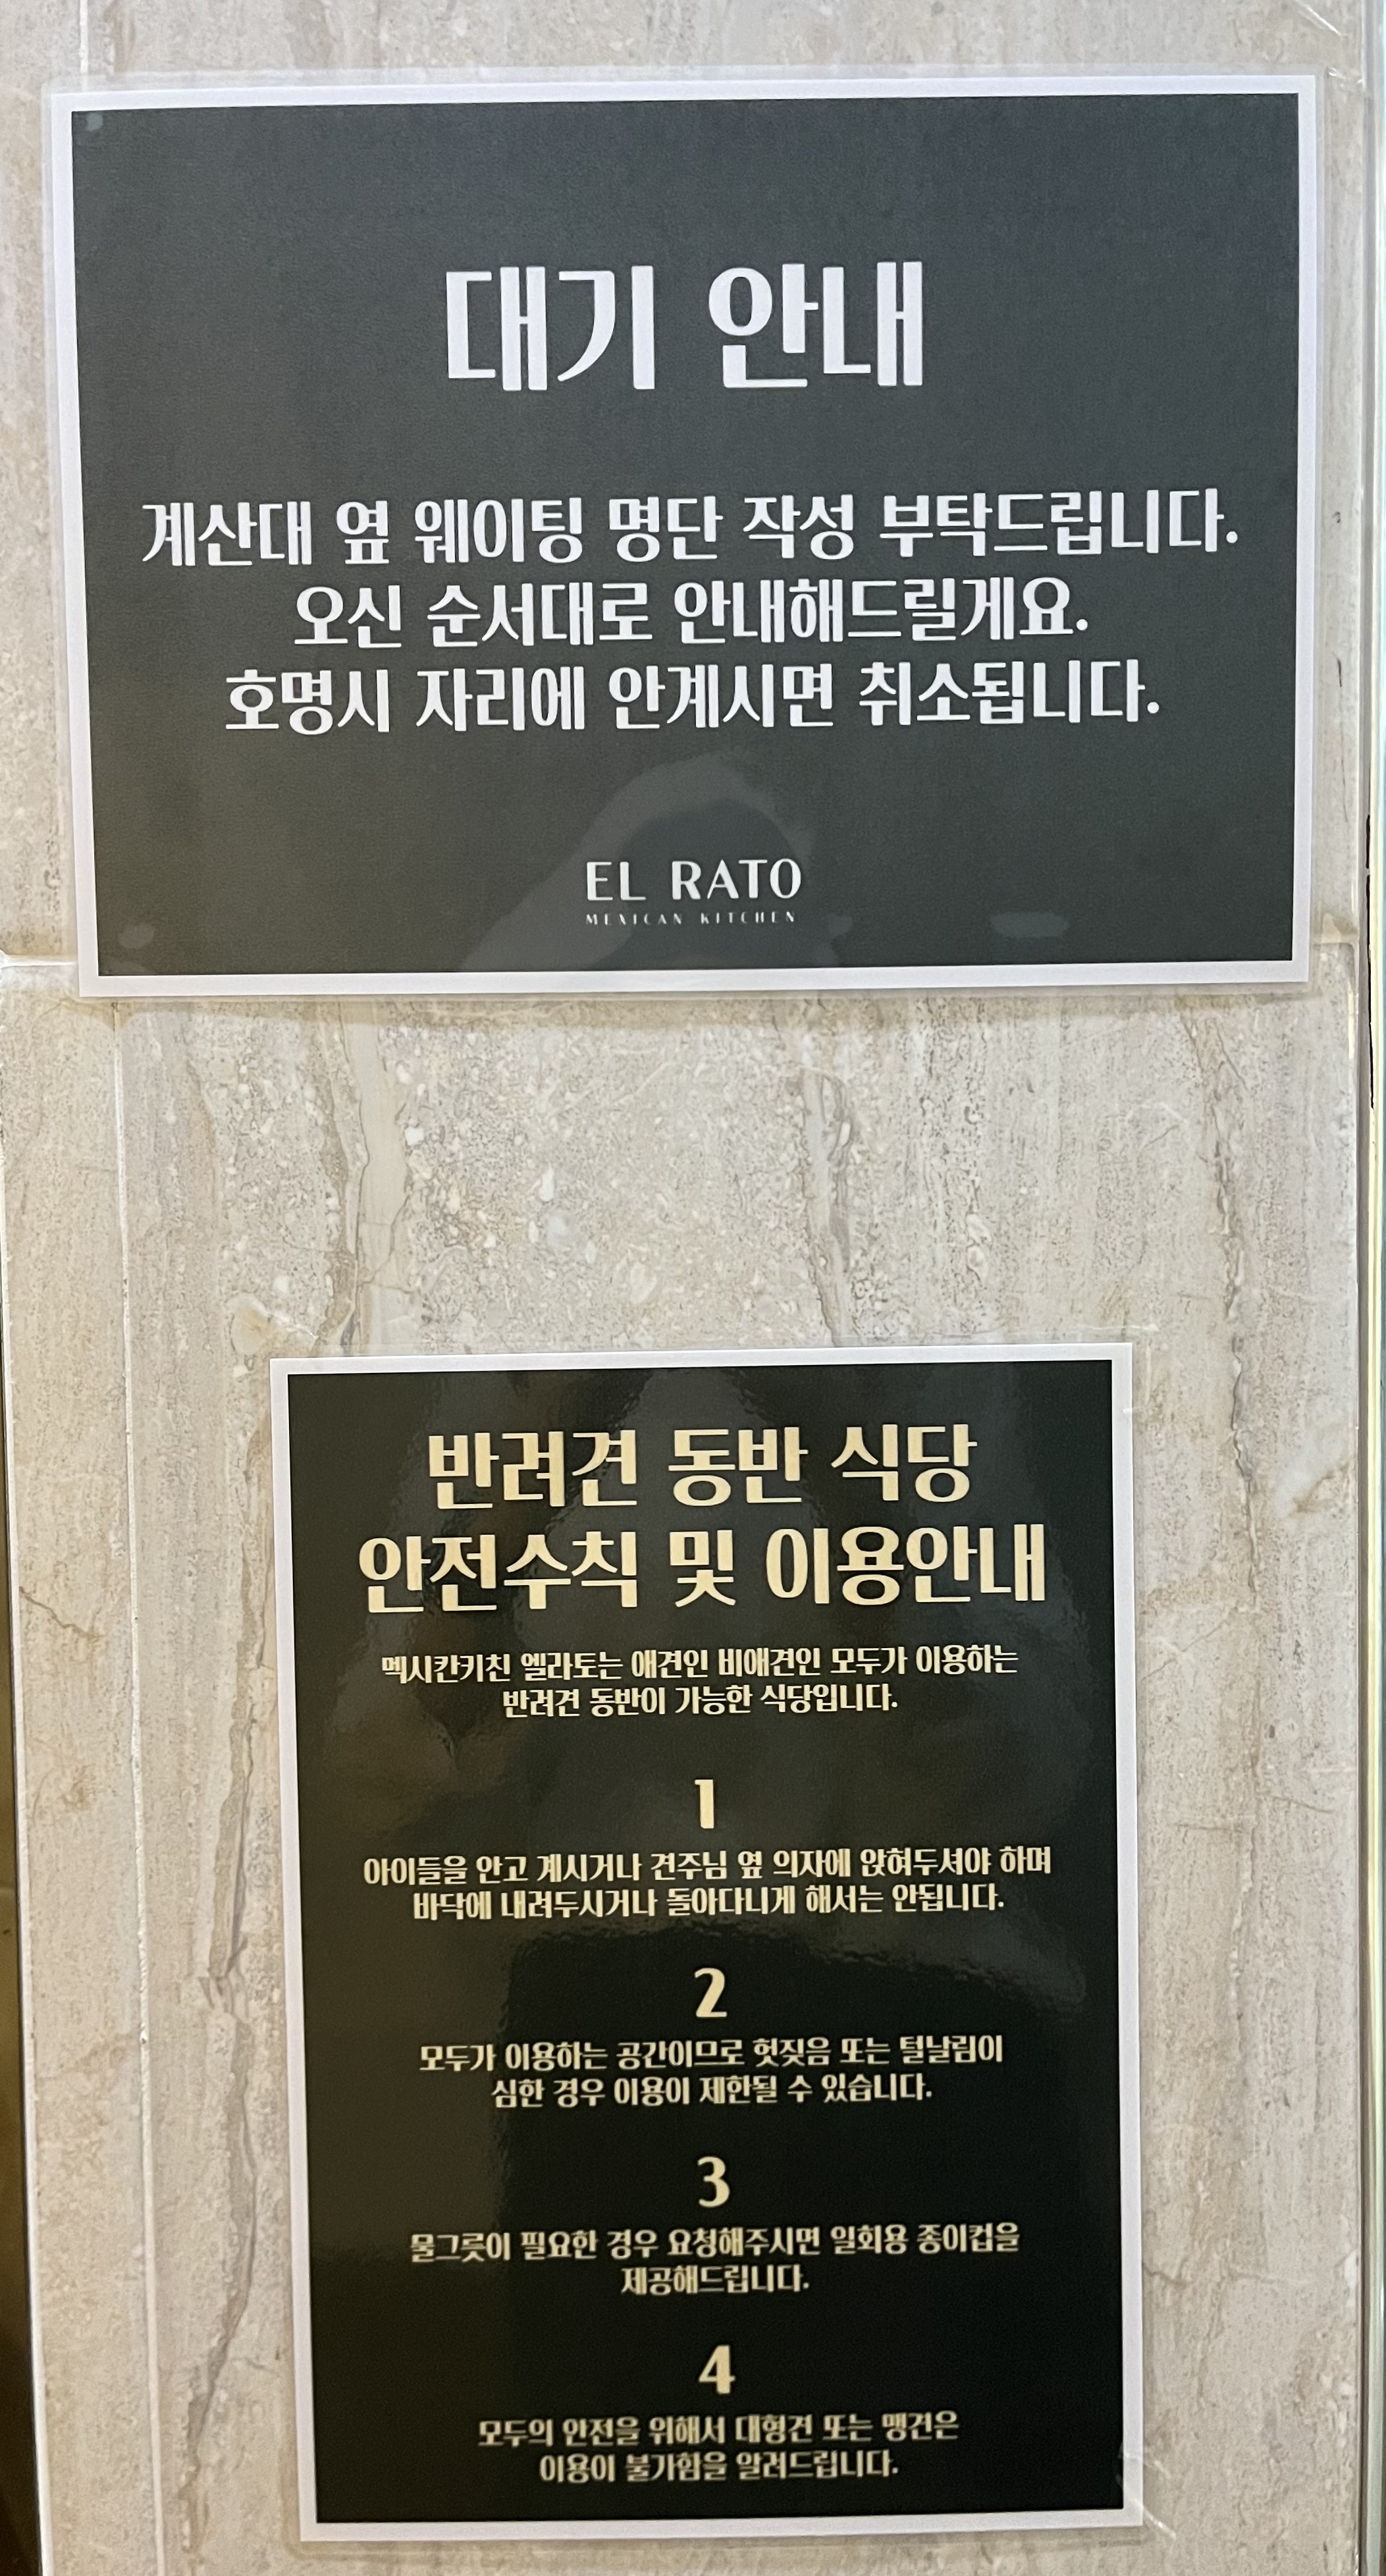 대기 안내
계산대 옆 웨이팅 명단 작성 부탁드립니다.
오신 순서대로 안내해드릴게요.
호명시 자리에 안계시면 취소됩니다.
EL RATO
MEXICAN KITCHEN
반려견 동반 식당
안전수칙 및 이용안내
멕시칸키친 엘라토는 애견인 비애견인 모두가 이용하는
반려견 동반이 가능한 식당입니다.
1
아이들을 안고 계시거나 견주님 옆 의자에 앉혀두셔야 하며
바닥에 내려두시거나 돌아다니게 해서는 안됩니다.
2
모두가 이용하는 공간이므로 헛짖음 또는 털날림이
심한 경우 이용이 제한될 수 있습니다.
3
물그릇이 필요한 경우 요청해주시면 일회용 종이컵을
제공해드립니다.
4
모두의 안전을 위해서 대형견 또는 맹견은
이용이 불가함을 알려드립니다.